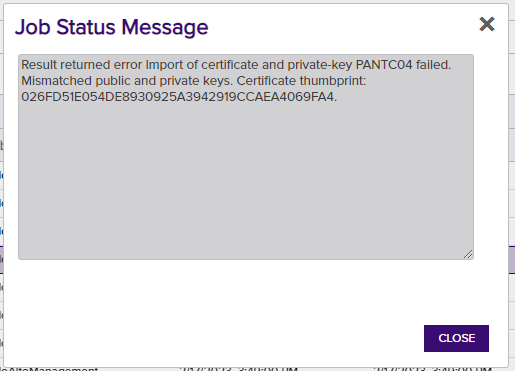 Job Status Message
Result returned error Import of certificate and private-key PANTC04 failed.
Mismatched public and private keys. Certificate thumbprint:
026FD51E054DE8930925A3942919CCAEA4069FA4.
CLOSE